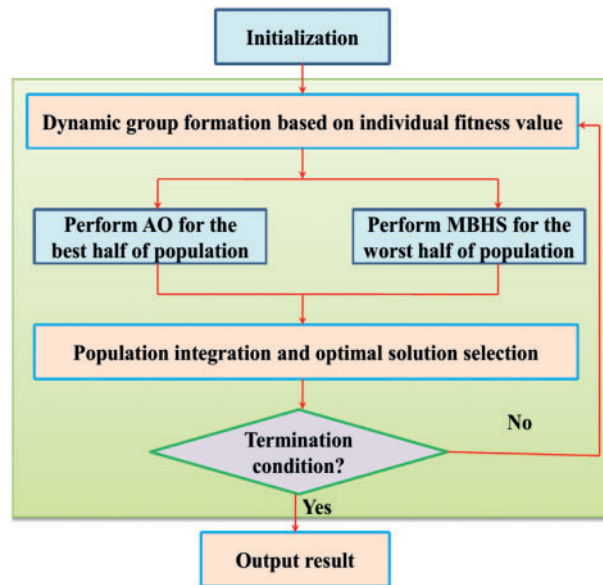 Initialization
Dynamic group formation based on individual fitness value
Perform AO for the
best half of population
Perform MBHS for the
worst half of population
Population integration and optimal solution selection
Termination
condition?
No
Yes
Output result